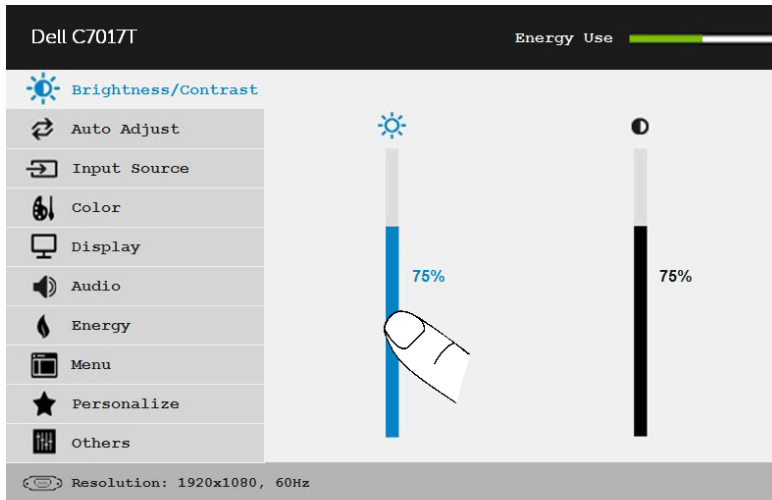 Dell C7017T
Energy Use
Brightness/Contrast
Auto Adjust
Input Source
Color
Display
Audio
Energy
Menu
Personalize
Others
75%
75%
Resolution: 1920x1080, 60Hz